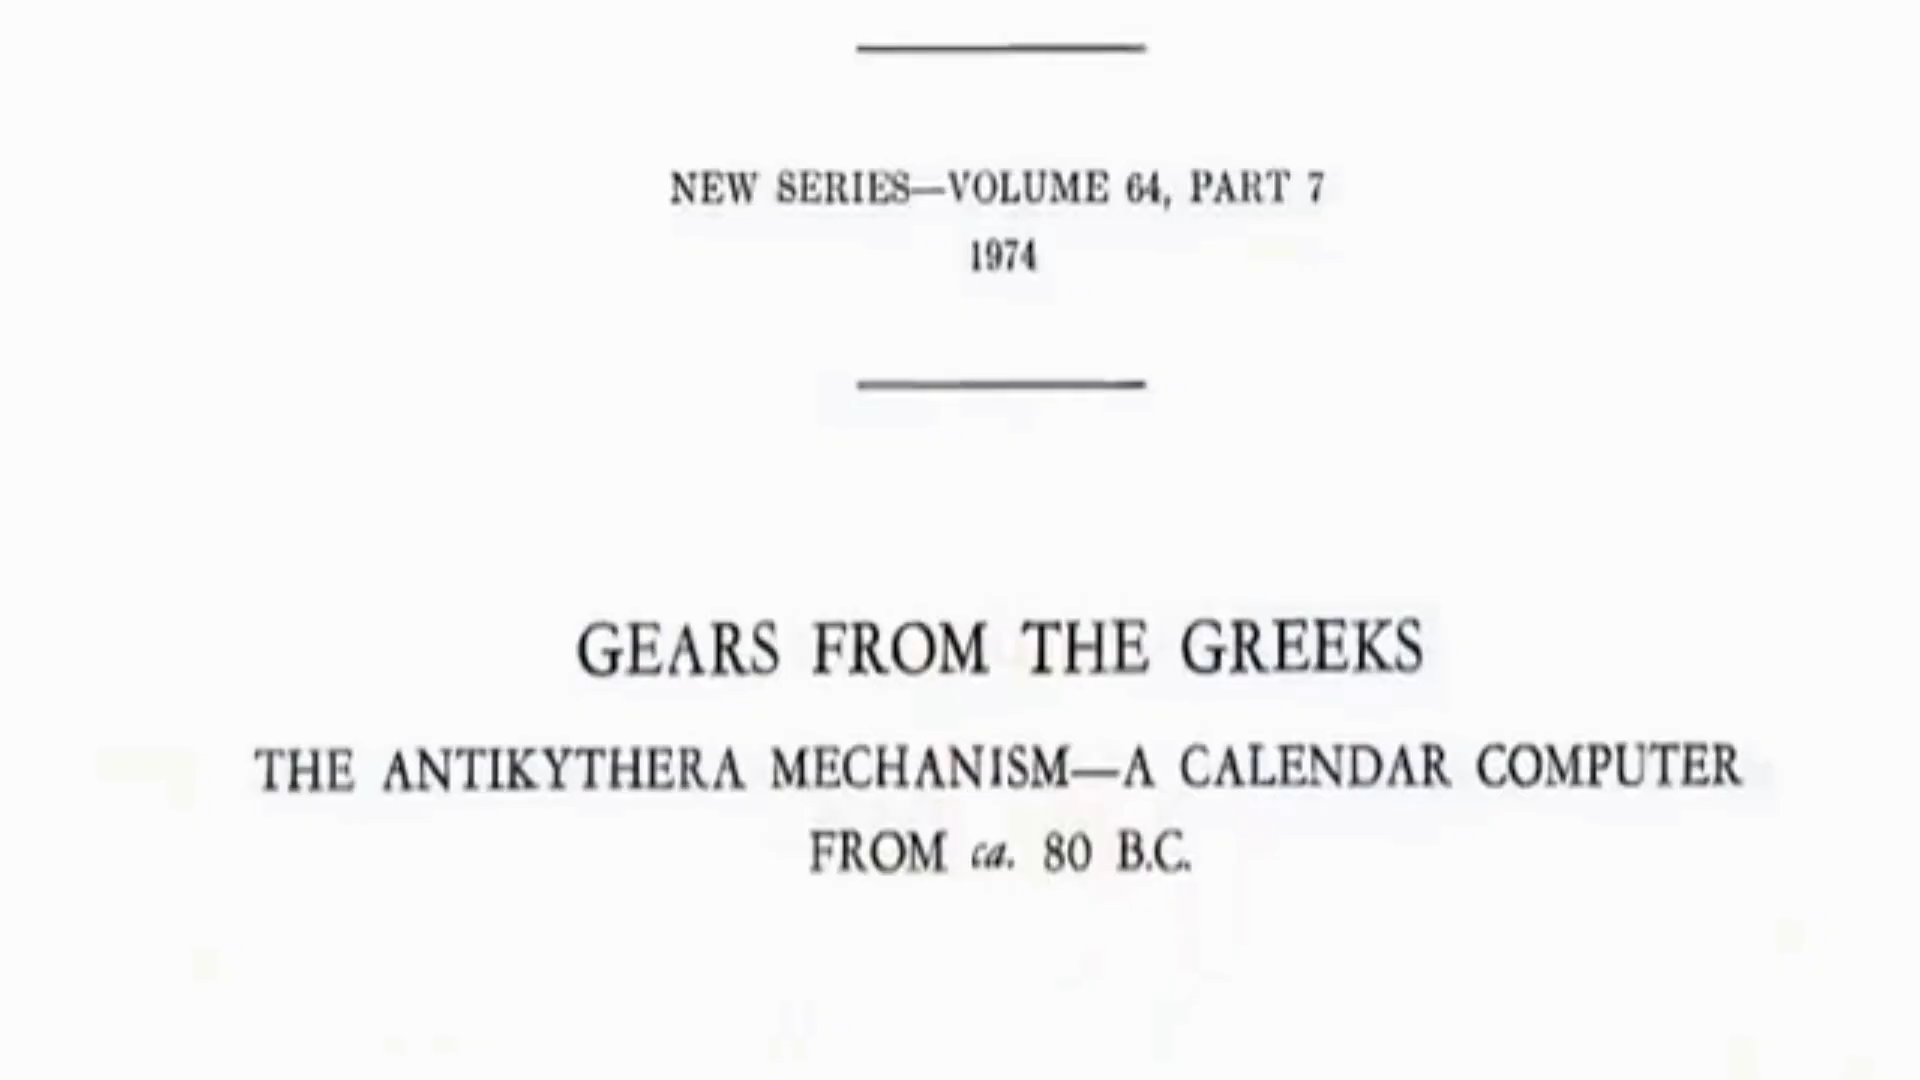 NEW SERIES—VOLUME 64, PART 7
1974
GEARS FROM THE GREEKS
THE ANTIKYTHERA MECHANISM—A CALENDAR COMPUTER
FROM ca. 80 B.C.